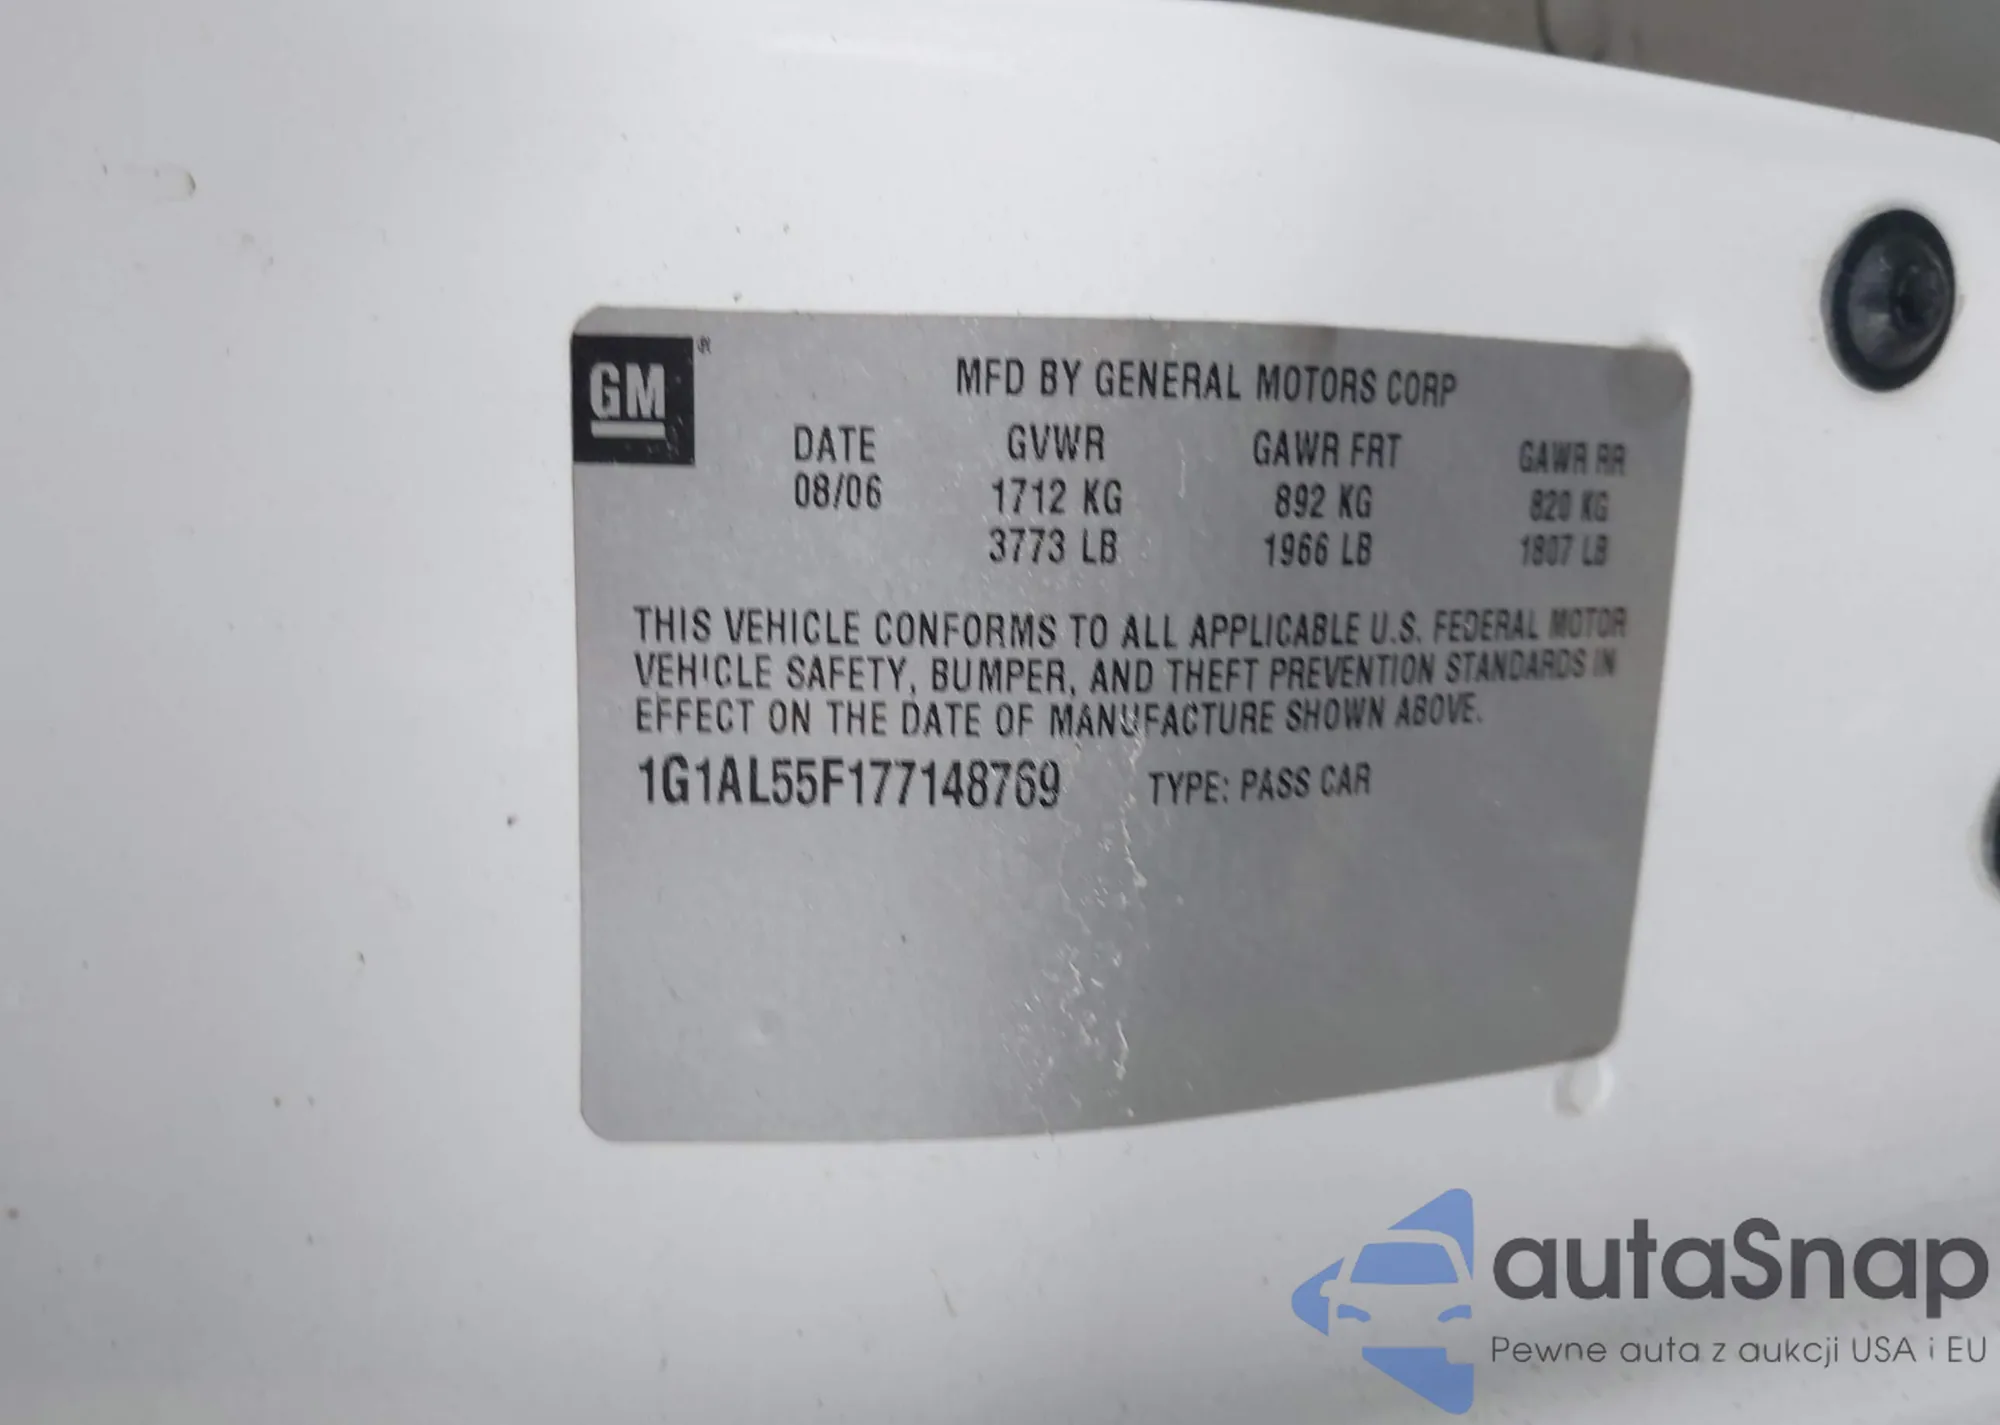 GM
MFD BY GENERAL MOTORS CORP
DATE GVWR GAWR FRT GAWR RR
08/06 1712 KG 892 KG 820 KG
3773 LB 1966 LB 1807 LB
THIS VEHICLE CONFORMS TO ALL APPLICABLE U.S. FEDERAL MOTOR
VEHICLE SAFETY, BUMPER, AND THEFT PREVENTION STANDARDS IN
EFFECT ON THE DATE OF MANUFACTURE SHOWN ABOVE.
1G1AL55F177148769 TYPE: PASS CAR
autaSnap
Pewne auta z aukcji USA i EU